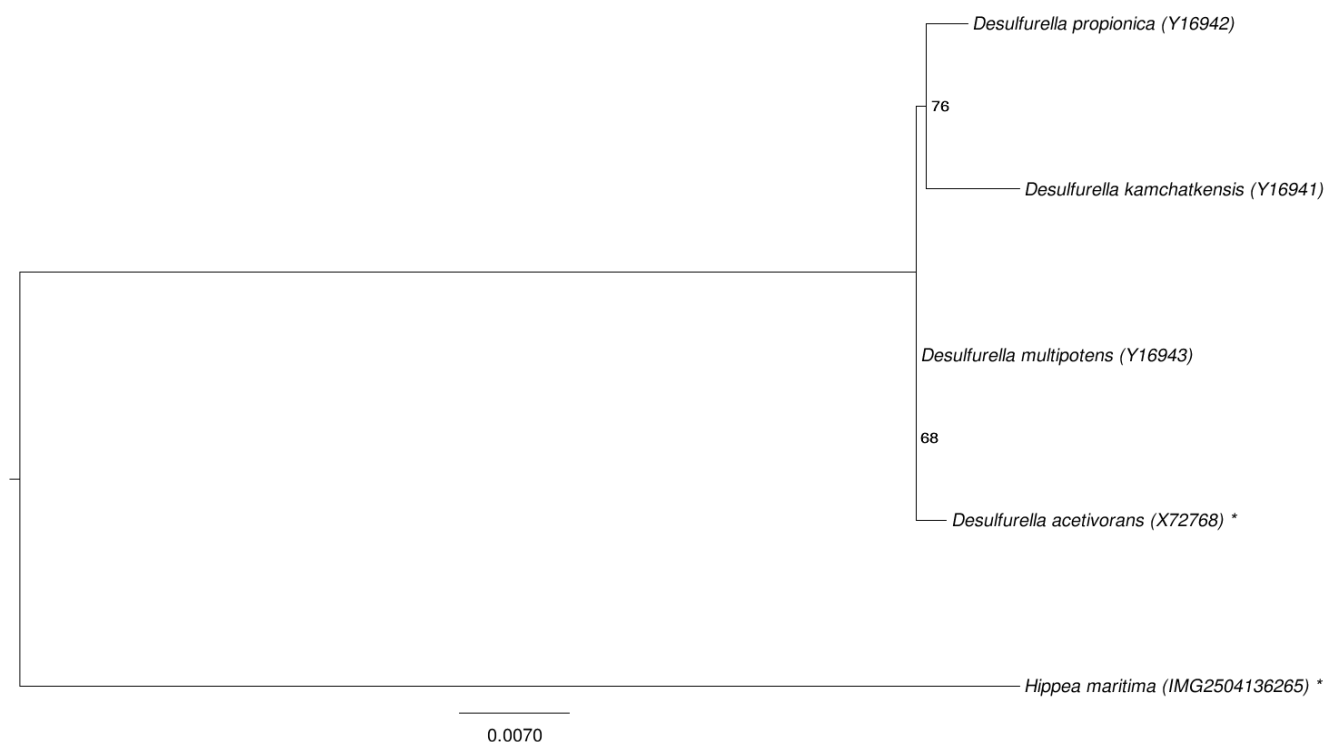 Desulfurella propionica (Y16942)
76
Desulfurella kamchatkensis (Y16941)
Desulfurella multipotens (Y16943)
68
Desulfurella acetivorans (X72768) *
Hippea maritima (IMG2504136265) *
0.0070